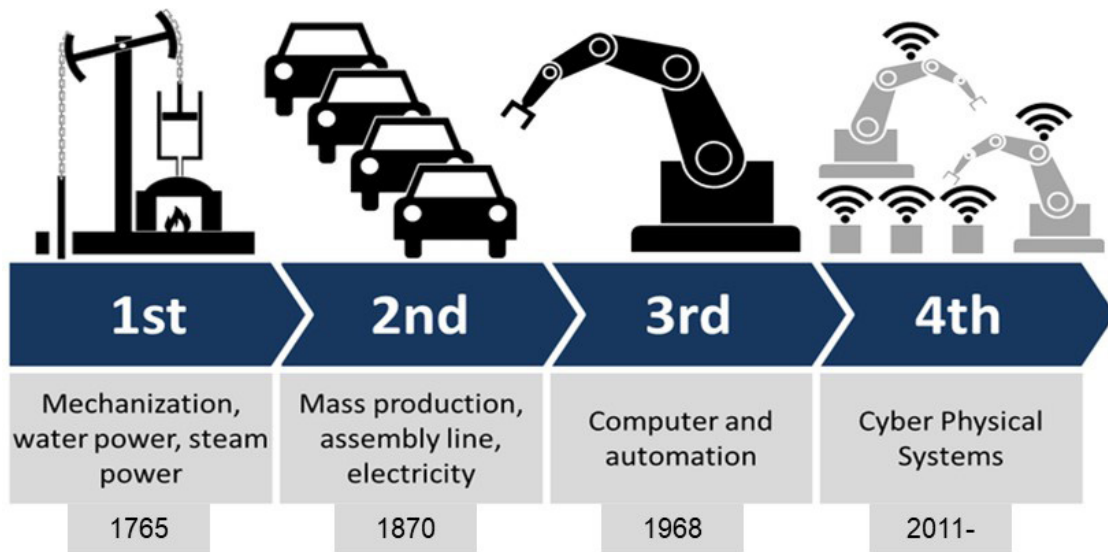 1st
2nd
3rd
4th
Mechanization,
water power, steam
power
Mass production,
assembly line,
electricity
Computer and
automation
Cyber Physical
Systems
1765
1870
1968
2011-